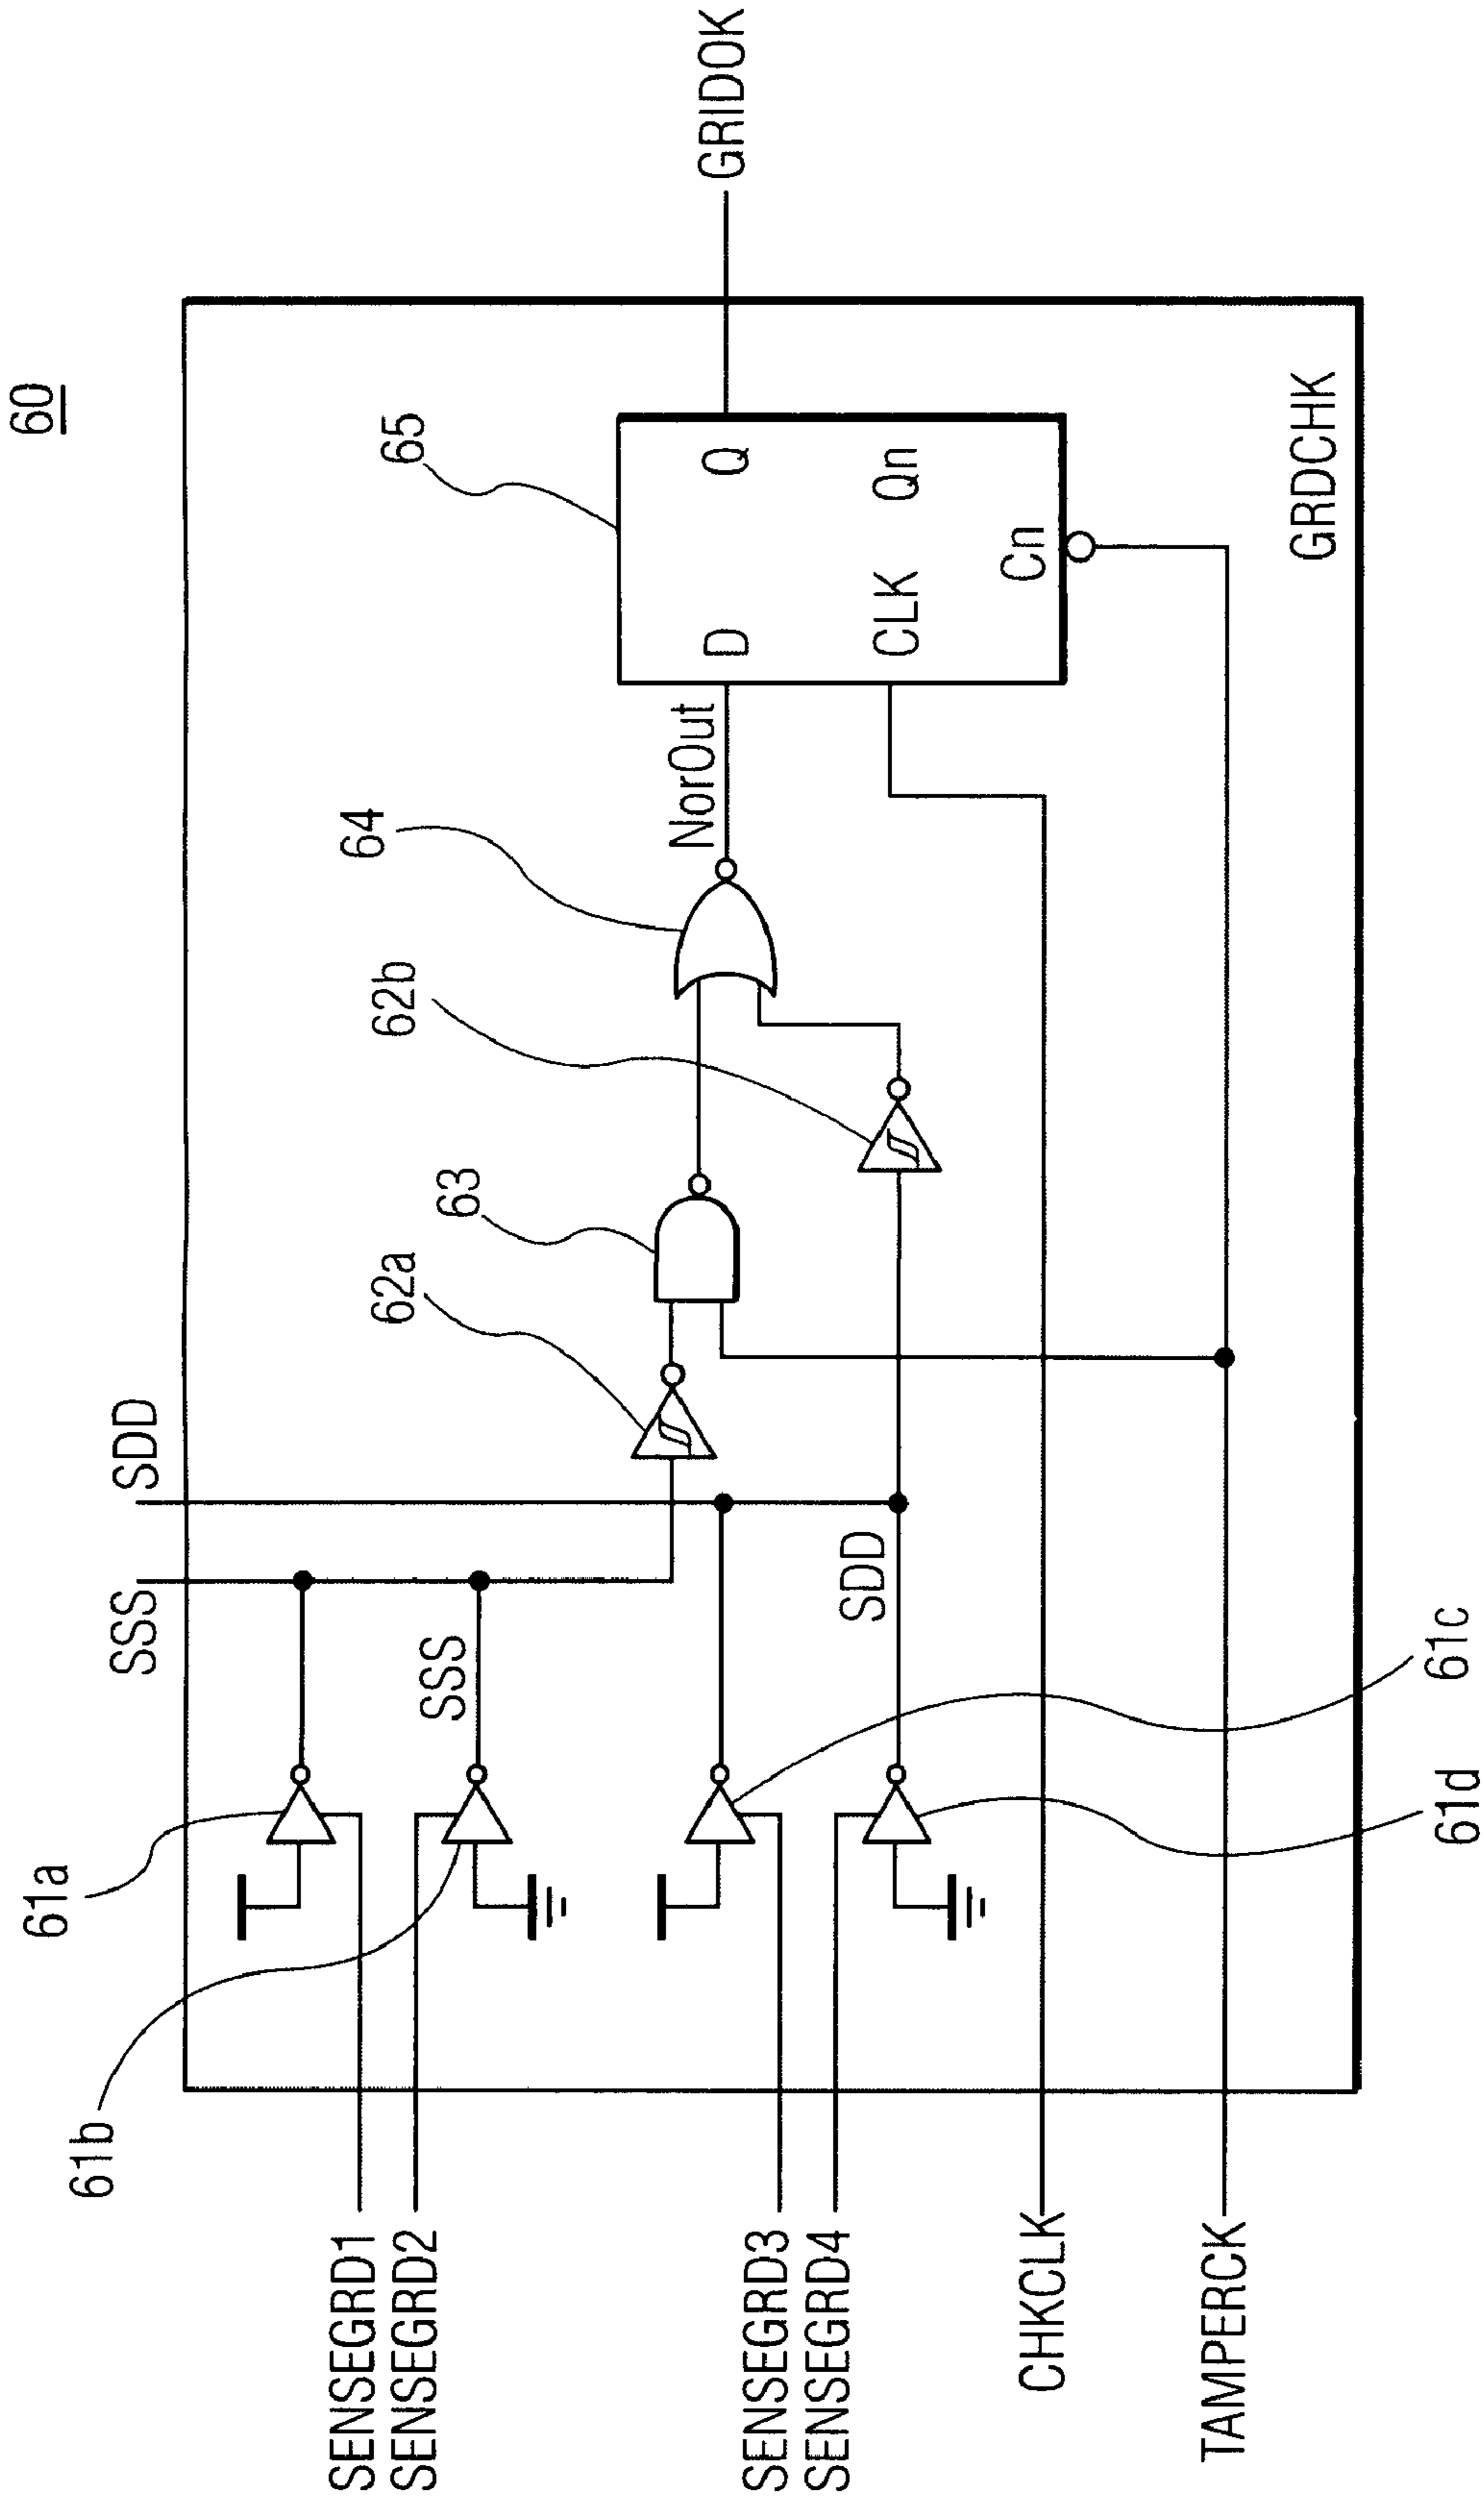 60
61a
61b
SSS
SDD
62a
63
62b
64
65
SENSEGRD1
SENSEGRD2
SSS
SENSEGRD3
SENSEGRD4
SDD
NorOut
D
Q
GRIDOK
CLK
Qn
Cn
CHKCLK
TAMPERCK
GRDCHK
61d
61c